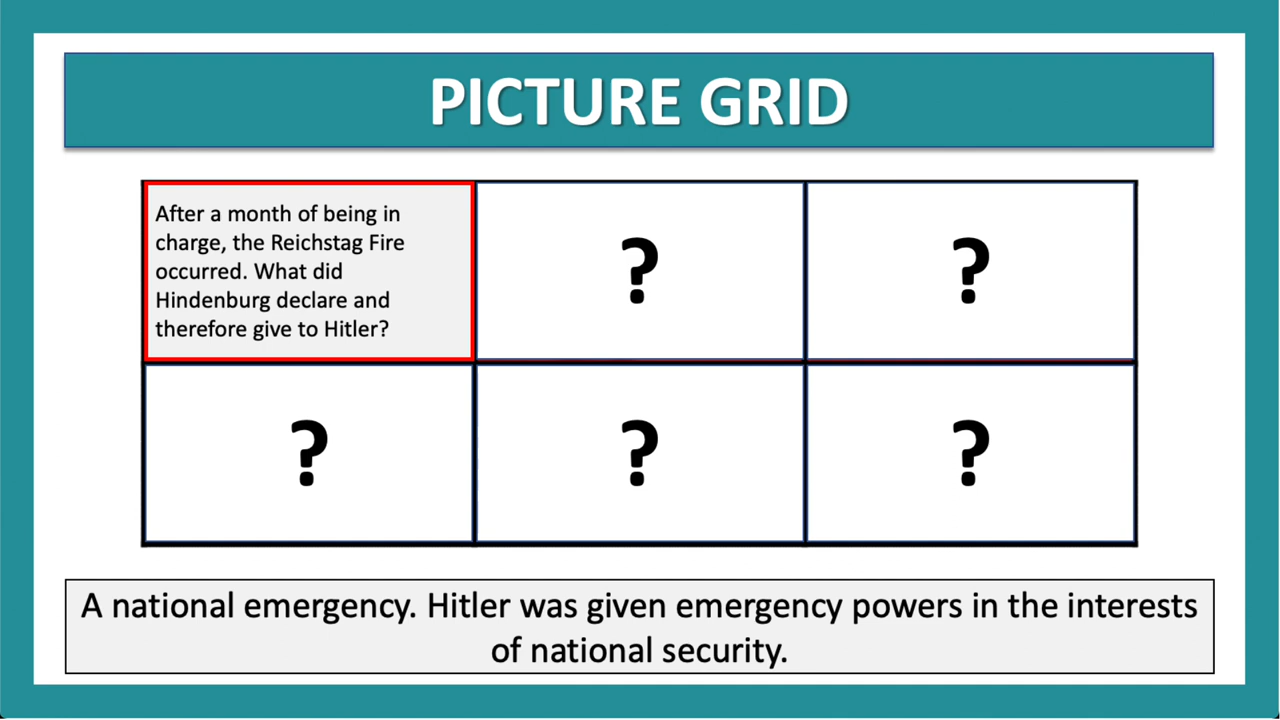 PICTURE GRID
After a month of being in
charge, the Reichstag Fire
occurred. What did
Hindenburg declare and
therefore give to Hitler?
?
?
?
?
?
A national emergency. Hitler was given emergency powers in the interests
of national security.